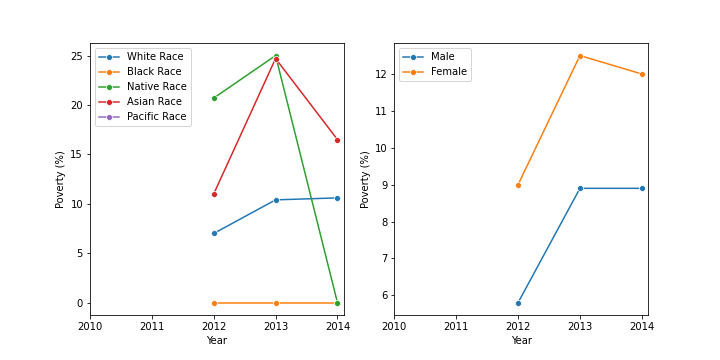 White Race
Black Race
Native Race
Asian Race
Pacific Race
25
20
15
10
5
0
Poverty (%)
2010 2011 2012 2013 2014
Year
Male
Female
12
11
10
9
8
7
6
Poverty (%)
2010 2011 2012 2013 2014
Year